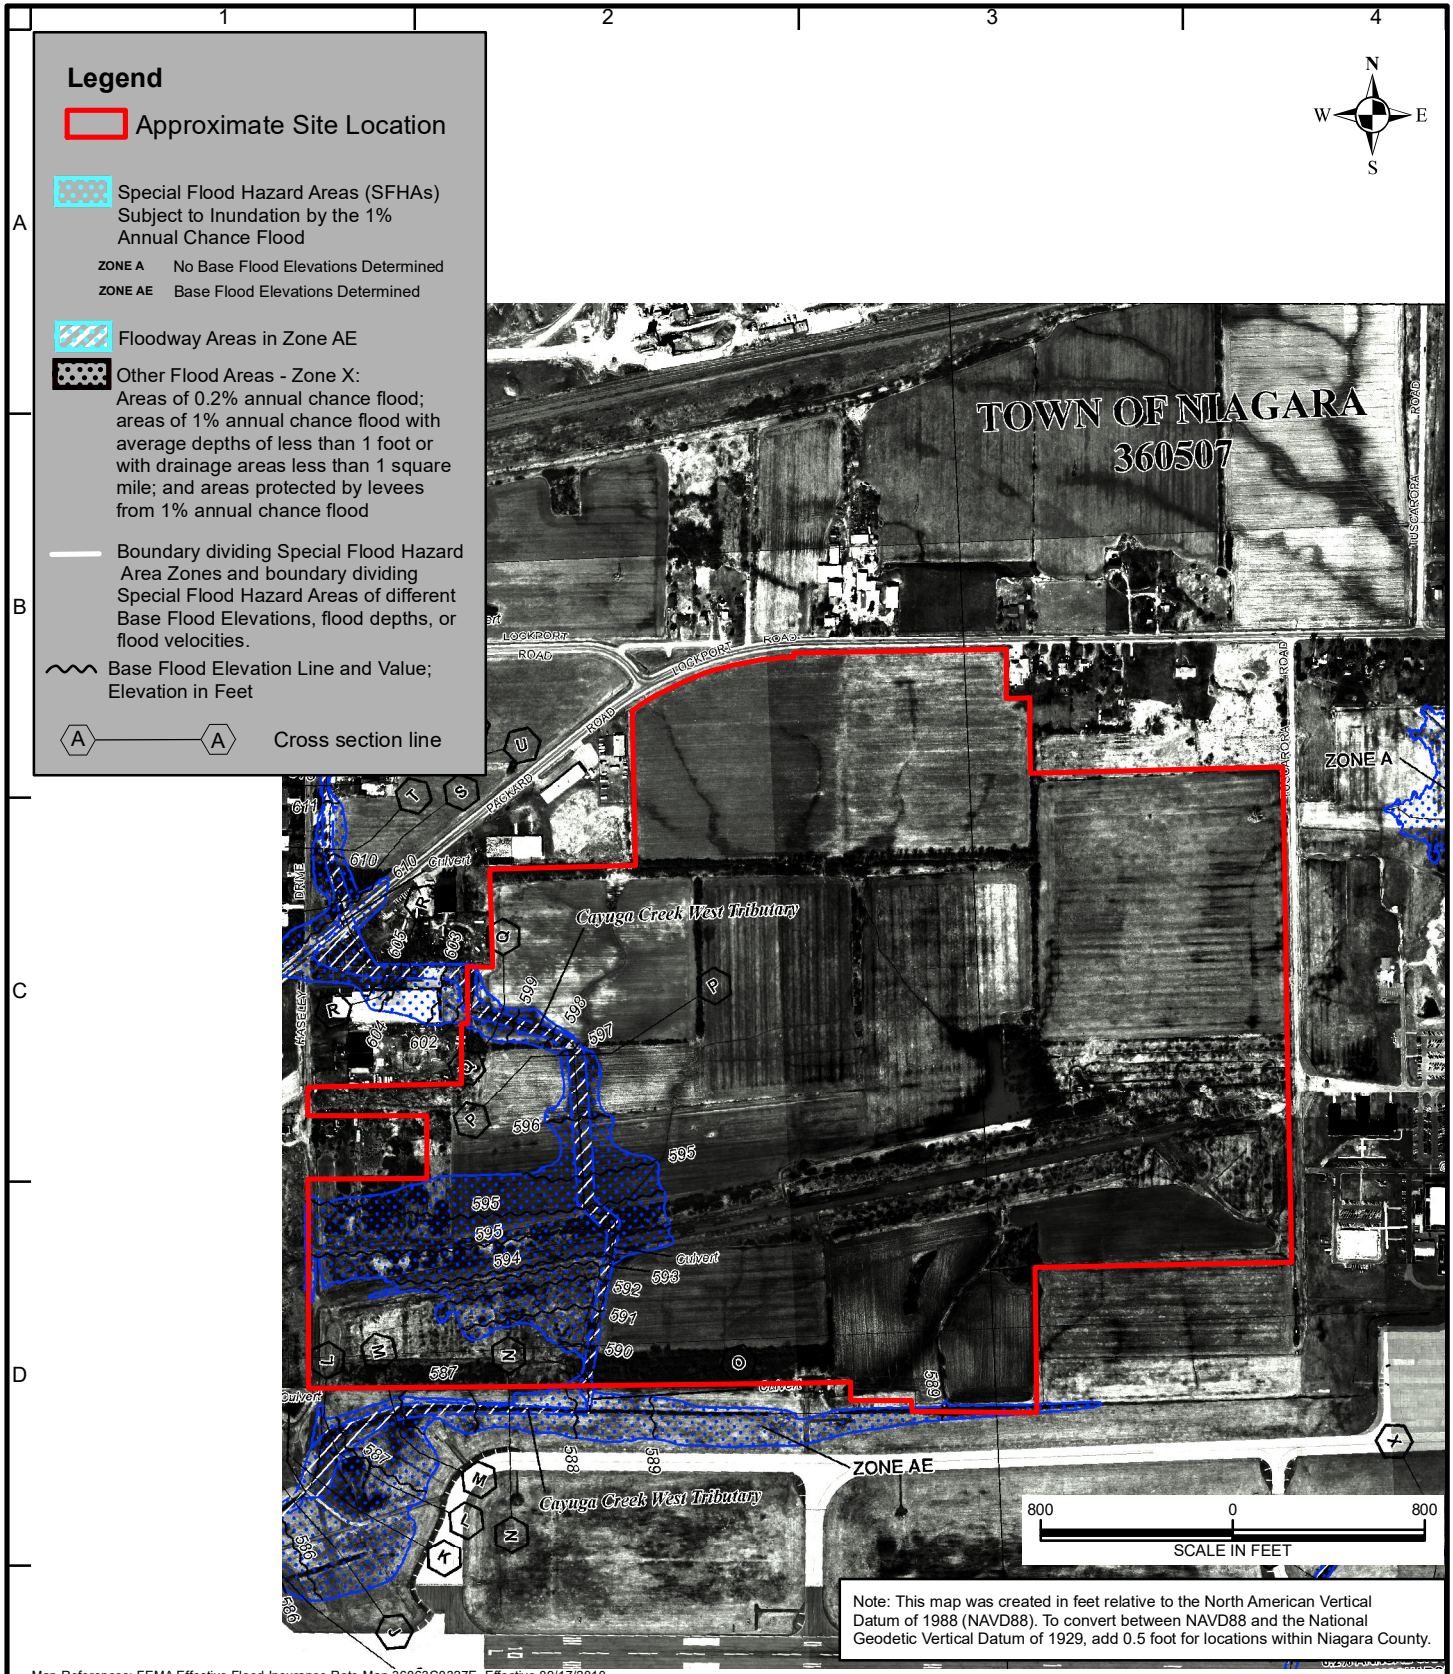 1
2
3
4
A
B
C
D
Legend
Approximate Site Location
Special Flood Hazard Areas (SFHAs)
Subject to Inundation by the 1%
Annual Chance Flood
ZONE A No Base Flood Elevations Determined
ZONE AE Base Flood Elevations Determined
Floodway Areas in Zone AE
Other Flood Areas - Zone X:
Areas of 0.2% annual chance flood;
areas of 1% annual chance flood with
average depths of less than 1 foot or
with drainage areas less than 1 square
mile; and areas protected by levees
from 1% annual chance flood
Boundary dividing Special Flood Hazard
Area Zones and boundary dividing
Special Flood Hazard Areas of different
Base Flood Elevations, flood depths, or
flood velocities.
Base Flood Elevation Line and Value;
Elevation in Feet
A A Cross section line
N
W E
S
TOWN OF NIAGARA
360507
TUSCARORA ROAD
LOCKPORT
ROAD
LOCKPORT ROAD
PACKARD ROAD
ROAD
ZONE A
U
T
S
611
610
610
Culvert
DRIVE
R
605
603
Q
Cayuga Creek West Tributary
P
599
598
597
HASELEY
R
604
602
Q
P
596
595
595
595
594
Culvert
593
592
591
590
L
M
N
O
587
589
Culvert
Culvert
587
588
589
ZONE AE
X
M
Cayuga Creek West Tributary
L
N
K
586
586
J
800 0 800
SCALE IN FEET
Note: This map was created in feet relative to the North American Vertical
Datum of 1988 (NAVD88). To convert between NAVD88 and the National
Geodetic Vertical Datum of 1929, add 0.5 foot for locations within Niagara County.